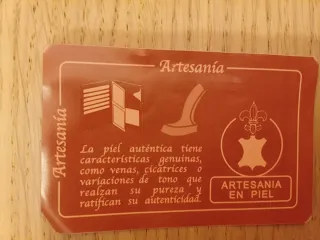 Artesanía
Artesanía
La piel auténtica tiene
características genuinas,
como venas, cicátrices o
variaciones de tono que
realzan su pureza y
ratifican su autenticidad.
ARTESANIA
EN PIEL